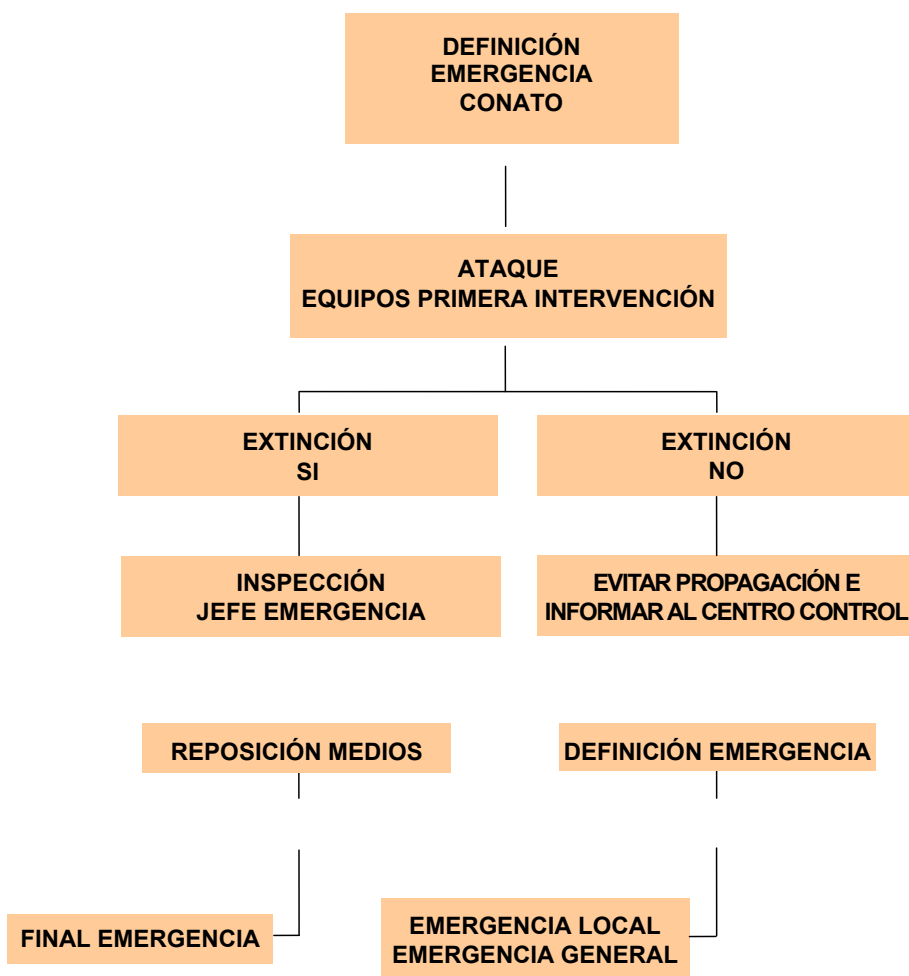 DEFINICIÓN
EMERGENCIA
CONATO
ATAQUE
EQUIPOS PRIMERA INTERVENCIÓN
EXTINCIÓN
SI
EXTINCIÓN
NO
INSPECCIÓN
JEFE EMERGENCIA
EVITAR PROPAGACIÓN E
INFORMAR AL CENTRO CONTROL
REPOSICIÓN MEDIOS
DEFINICIÓN EMERGENCIA
FINAL EMERGENCIA
EMERGENCIA LOCAL
EMERGENCIA GENERAL